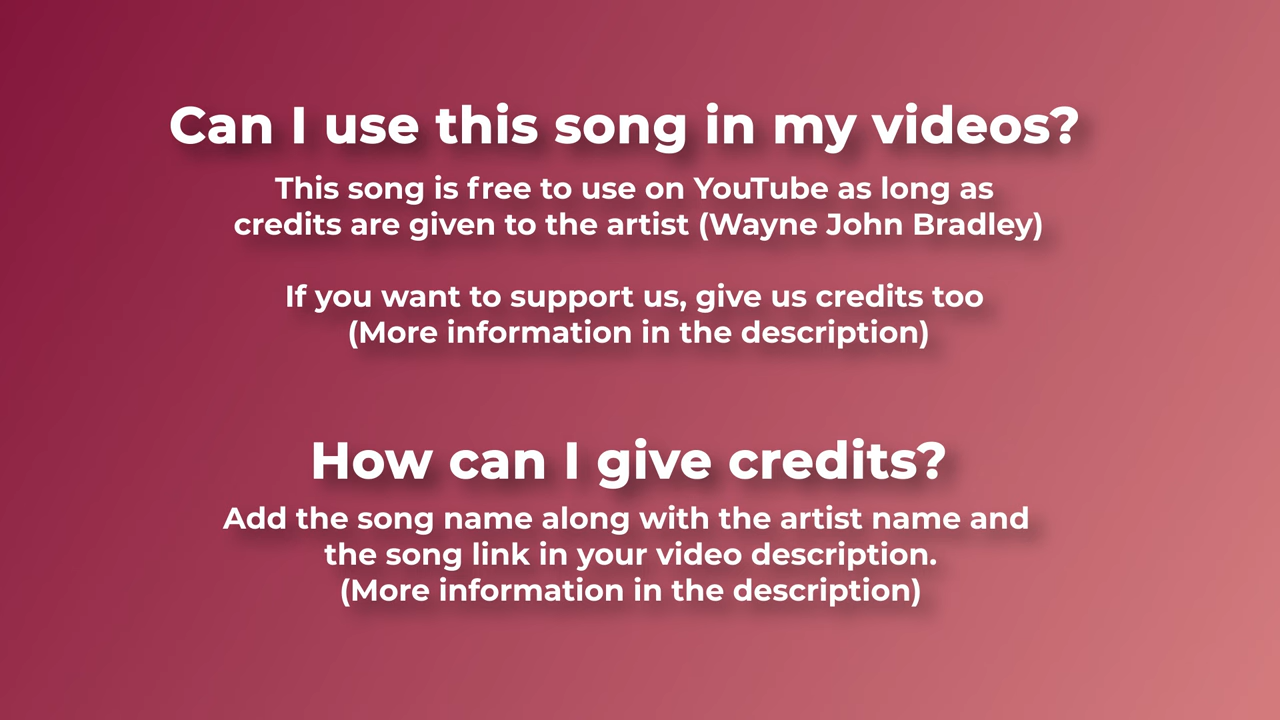 Can I use this song in my videos?
This song is free to use on YouTube as long as
credits are given to the artist (Wayne John Bradley)
If you want to support us, give us credits too
(More information in the description)
How can I give credits?
Add the song name along with the artist name and
the song link in your video description.
(More information in the description)